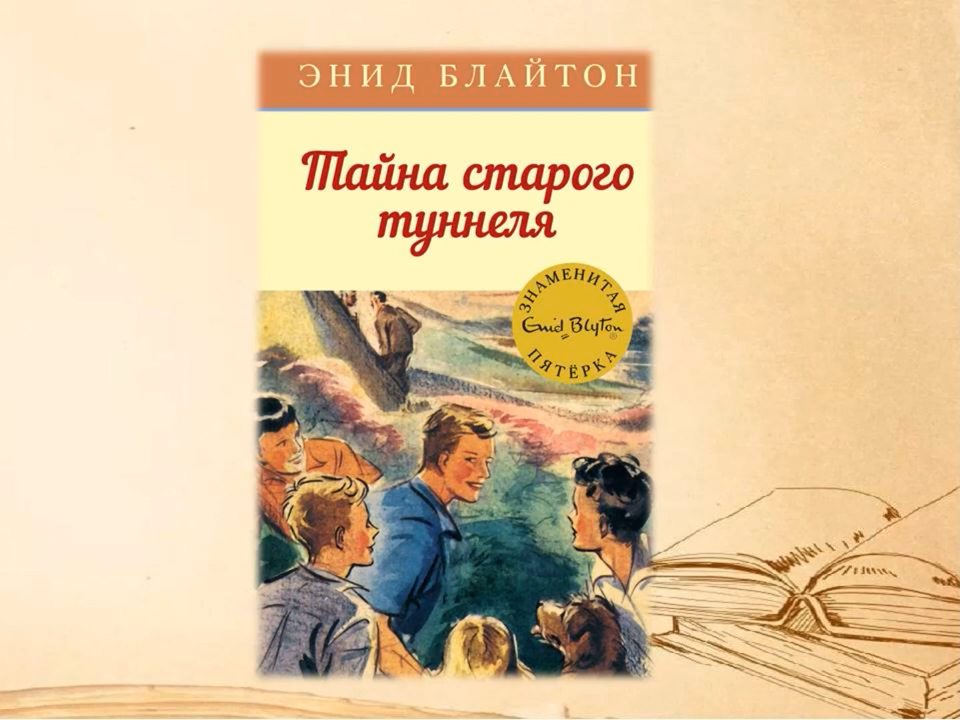 ЭНИД БЛАЙТОН
Тайна старого
туннеля
ЗНАМЕНИТАЯ
Enid Blyton
®
ПЯТЁРКА